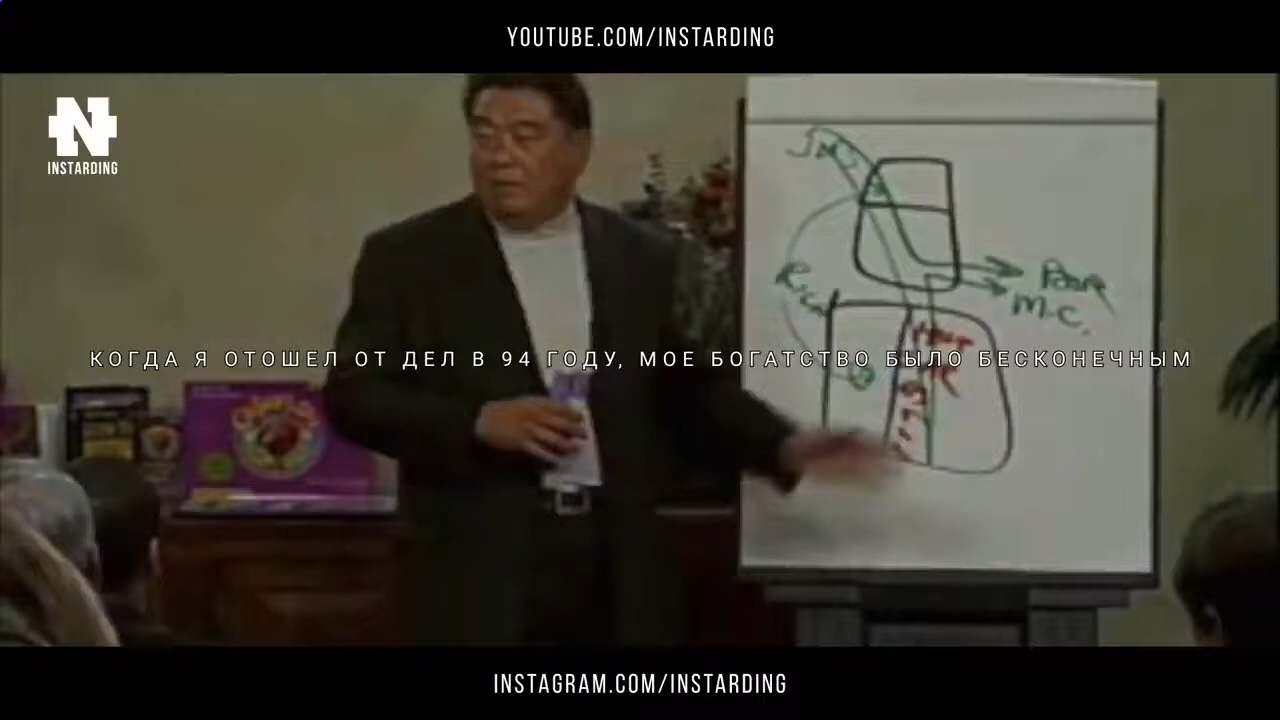 YOUTUBE.COM/INSTARDING
N
INSTARDING
КОГДА Я ОТОШЕЛ ОТ ДЕЛ В 94 ГОДУ, МОЕ БОГАТСТВО БЫЛО БЕСКОНЕЧНЫМ
M.C.
INSTAGRAM.COM/INSTARDING